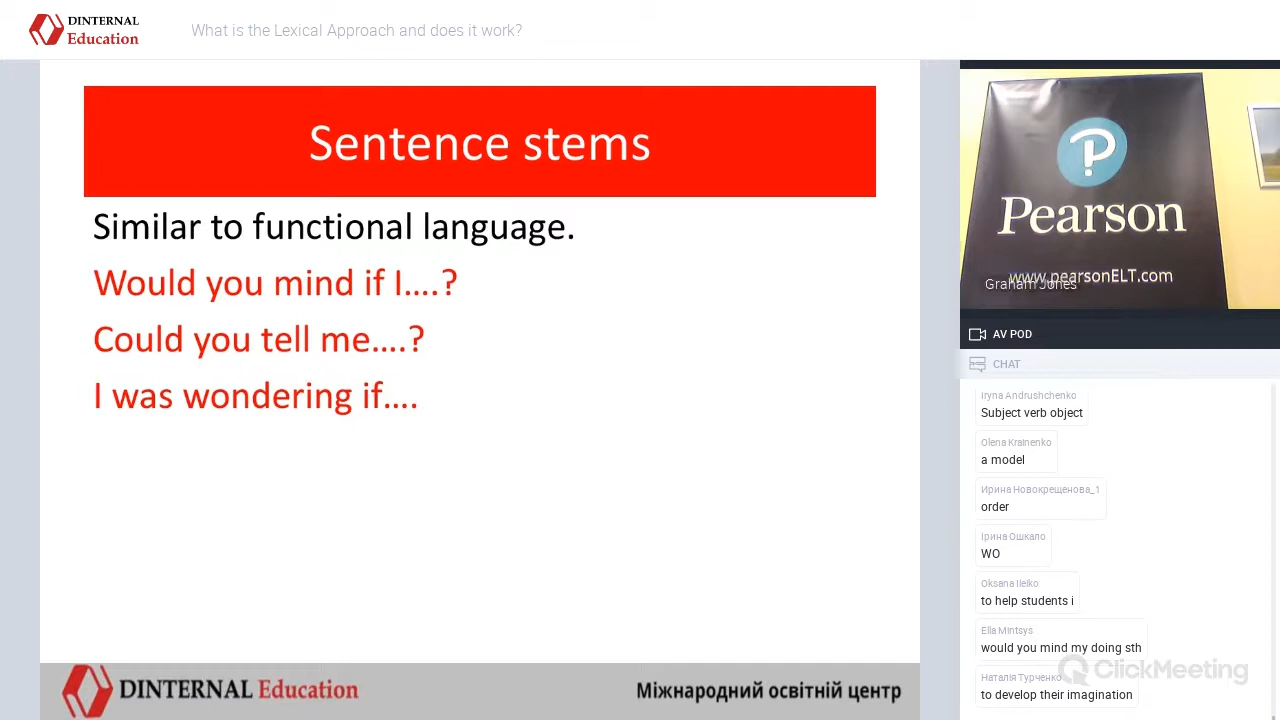 DINTERNAL
Education
What is the Lexical Approach and does it work?
Sentence stems
Similar to functional language.
Would you mind if I....?
Could you tell me....?
I was wondering if....
DINTERNAL Education
Міжнародний освітній центр
P
Pearson
www.pearsonELT.com
Graham Jones
AV POD
CHAT
Iryna Andrushchenko
Subject verb object
Olena Krainenko
a model
Ирина Новокрещенова_1
order
Ірина Ошкало
WO
Oksana Ileiko
to help students i
Ella Mintsys
would you mind my doing sth
Наталія Турченко
to develop their imagination
ClickMeeting